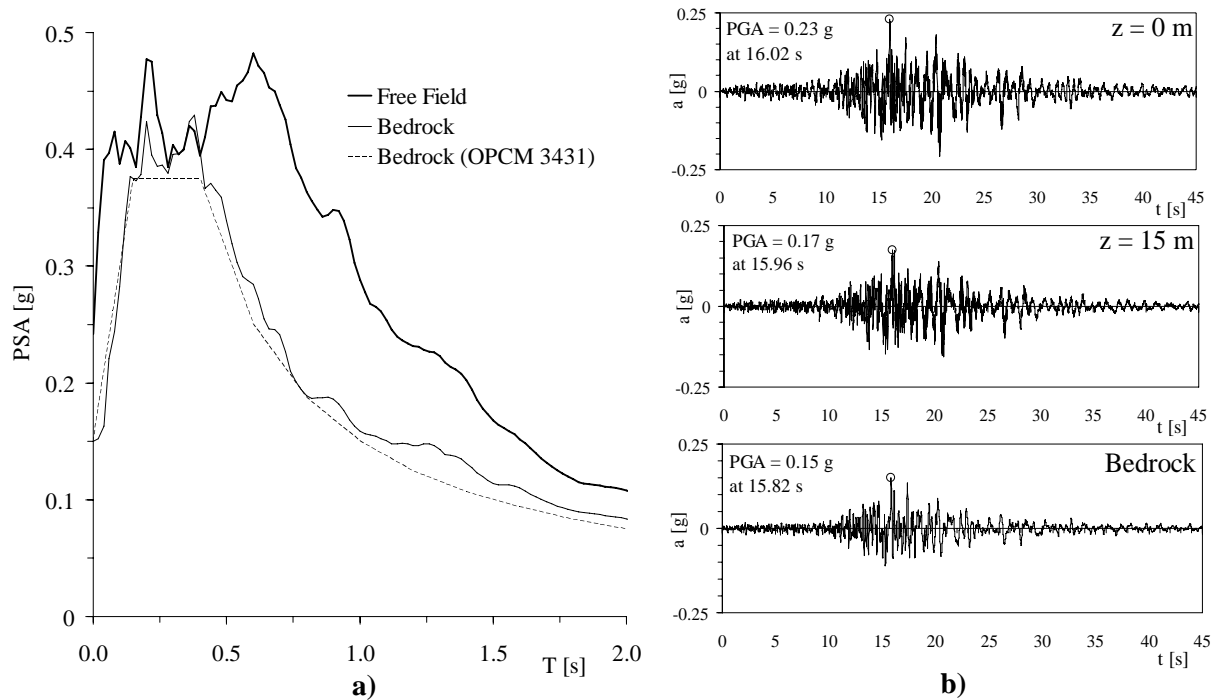 0.5
0.4
0.3
0.2
0.1
0
PSA [g]
Free Field
Bedrock
Bedrock (OPCM 3431)
0.0
0.5
1.0
1.5
2.0
T [s]
a)
0.25
0
-0.25
a [g]
PGA = 0.23 g
at 16.02 s
z = 0 m
0 5 10 15 20 25 30 35 40 45
t [s]
0.25
0
-0.25
a [g]
PGA = 0.17 g
at 15.96 s
z = 15 m
0 5 10 15 20 25 30 35 40 45
t [s]
0.25
0
-0.25
a [g]
PGA = 0.15 g
at 15.82 s
Bedrock
0 5 10 15 20 25 30 35 40 45
t [s]
b)